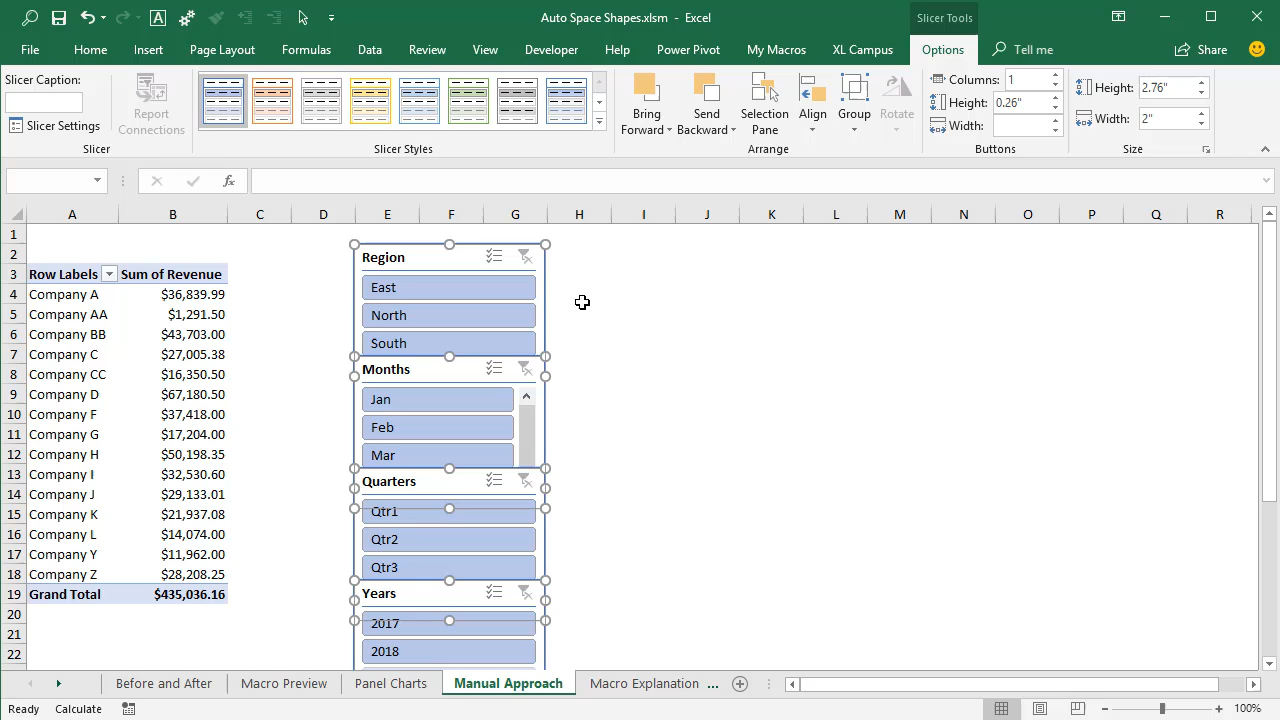 Auto Space Shapes.xlsm - Excel
Slicer Tools
File Home Insert Page Layout Formulas Data Review View Developer Help Power Pivot My Macros XL Campus Options Tell me Share
Slicer Caption:
Slicer Settings
Report Connections
Slicer
Slicer Styles
Bring Forward
Send Backward
Selection Pane
Align
Group
Rotate
Arrange
Columns: 1
Height: 0.26"
Width:
Buttons
Height: 2.76"
Width: 2"
Size
fx
A B C D E F G H I J K L M N O P Q R
1
2
3 Row Labels Sum of Revenue
4 Company A $36,839.99
5 Company AA $1,291.50
6 Company BB $43,703.00
7 Company C $27,005.38
8 Company CC $16,350.50
9 Company D $67,180.50
10 Company F $37,418.00
11 Company G $17,204.00
12 Company H $50,198.35
13 Company I $32,530.60
14 Company J $29,133.01
15 Company K $21,937.08
16 Company L $14,074.00
17 Company Y $11,962.00
18 Company Z $28,208.25
19 Grand Total $435,036.16
20
21
22
Region
East
North
South
Months
Jan
Feb
Mar
Quarters
Qtr1
Qtr2
Qtr3
Years
2017
2018
Before and After Macro Preview Panel Charts Manual Approach Macro Explanation ...
Ready Calculate 100%